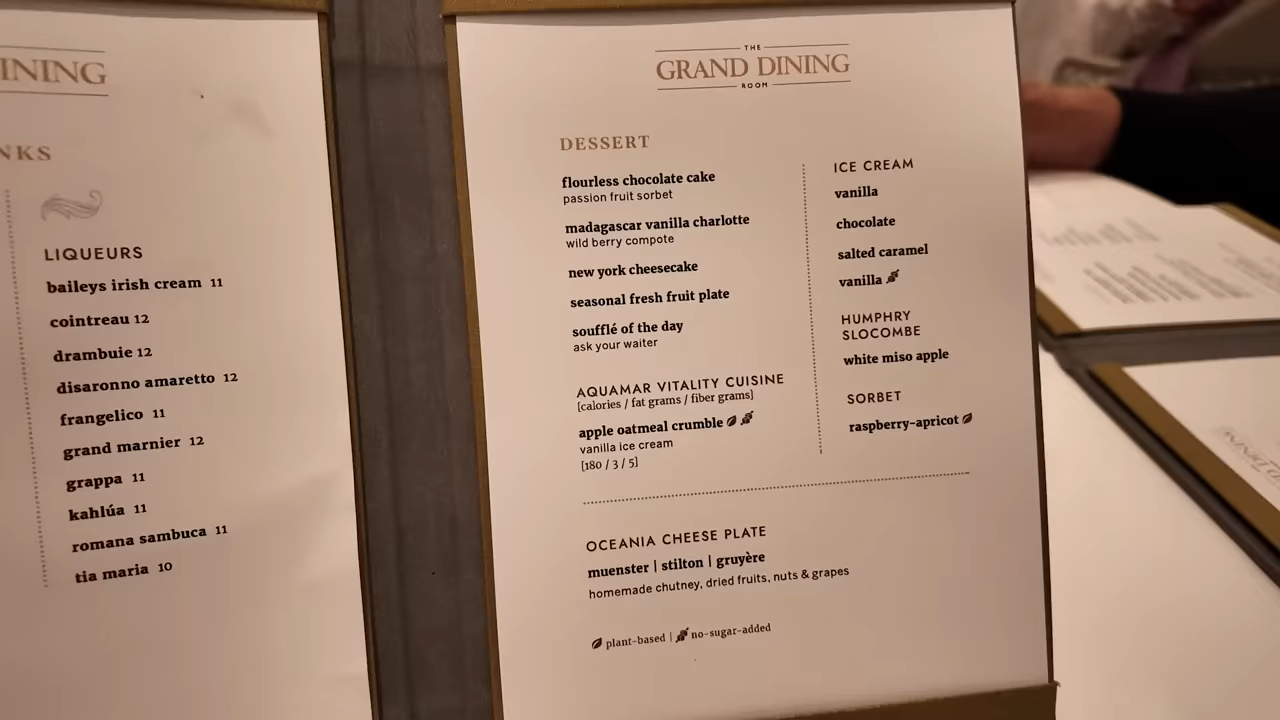 INING
NKS
LIQUEURS
baileys irish cream 11
cointreau 12
drambuie 12
disaronno amaretto 12
frangelico 11
grand marnier 12
grappa 11
kahlúa 11
romana sambuca 11
tia maria 10
THE
GRAND DINING
ROOM
DESSERT
flourless chocolate cake
passion fruit sorbet
madagascar vanilla charlotte
wild berry compote
new york cheesecake
seasonal fresh fruit plate
soufflé of the day
ask your waiter
AQUAMAR VITALITY CUISINE
[calories / fat grams / fiber grams]
apple oatmeal crumble
vanilla ice cream
[180 / 3 / 5]
ICE CREAM
vanilla
chocolate
salted caramel
vanilla
HUMPHRY
SLOCOMBE
white miso apple
SORBET
raspberry-apricot
OCEANIA CHEESE PLATE
muenster | stilton | gruyère
homemade chutney, dried fruits, nuts & grapes
plant-based | no-sugar-added